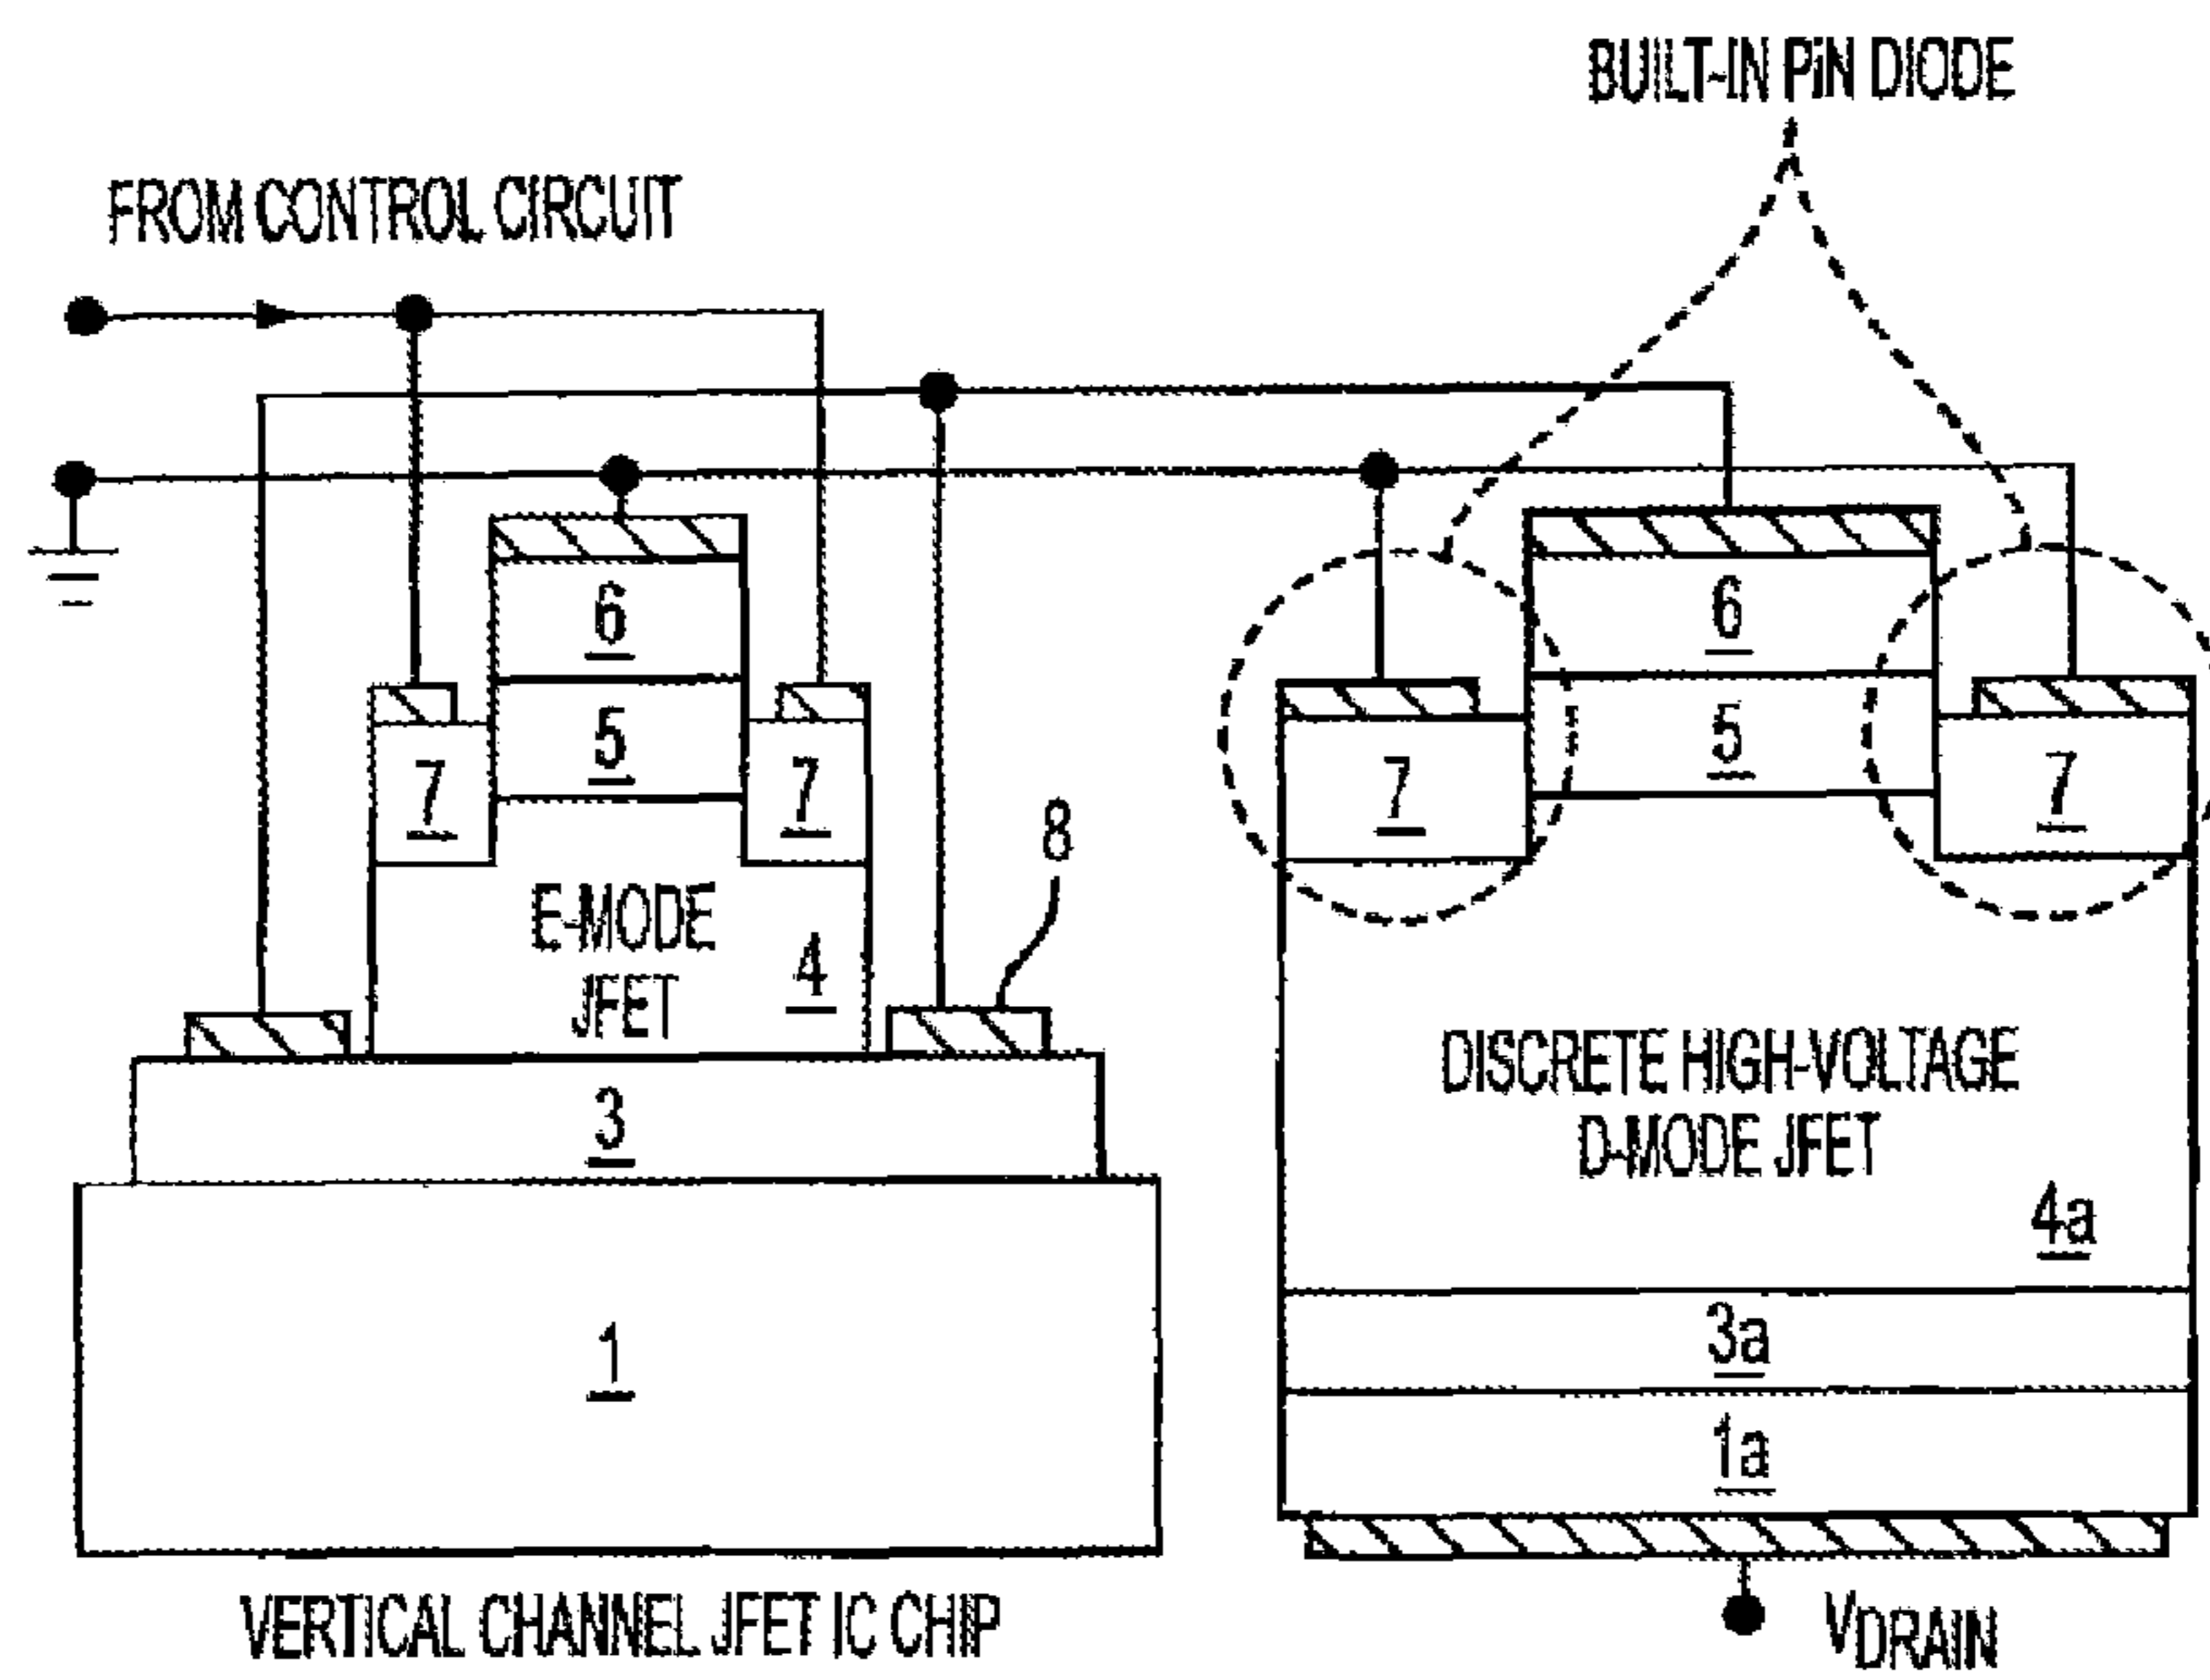 BUILT-IN PiN DIODE
FROM CONTROL CIRCUIT
6
5
7
7
E-MODE
JFET
4
8
3
1
VERTICAL CHANNEL JFET IC CHIP
6
5
7
7
DISCRETE HIGH-VOLTAGE
D-MODE JFET
4a
3a
1a
VDRAIN